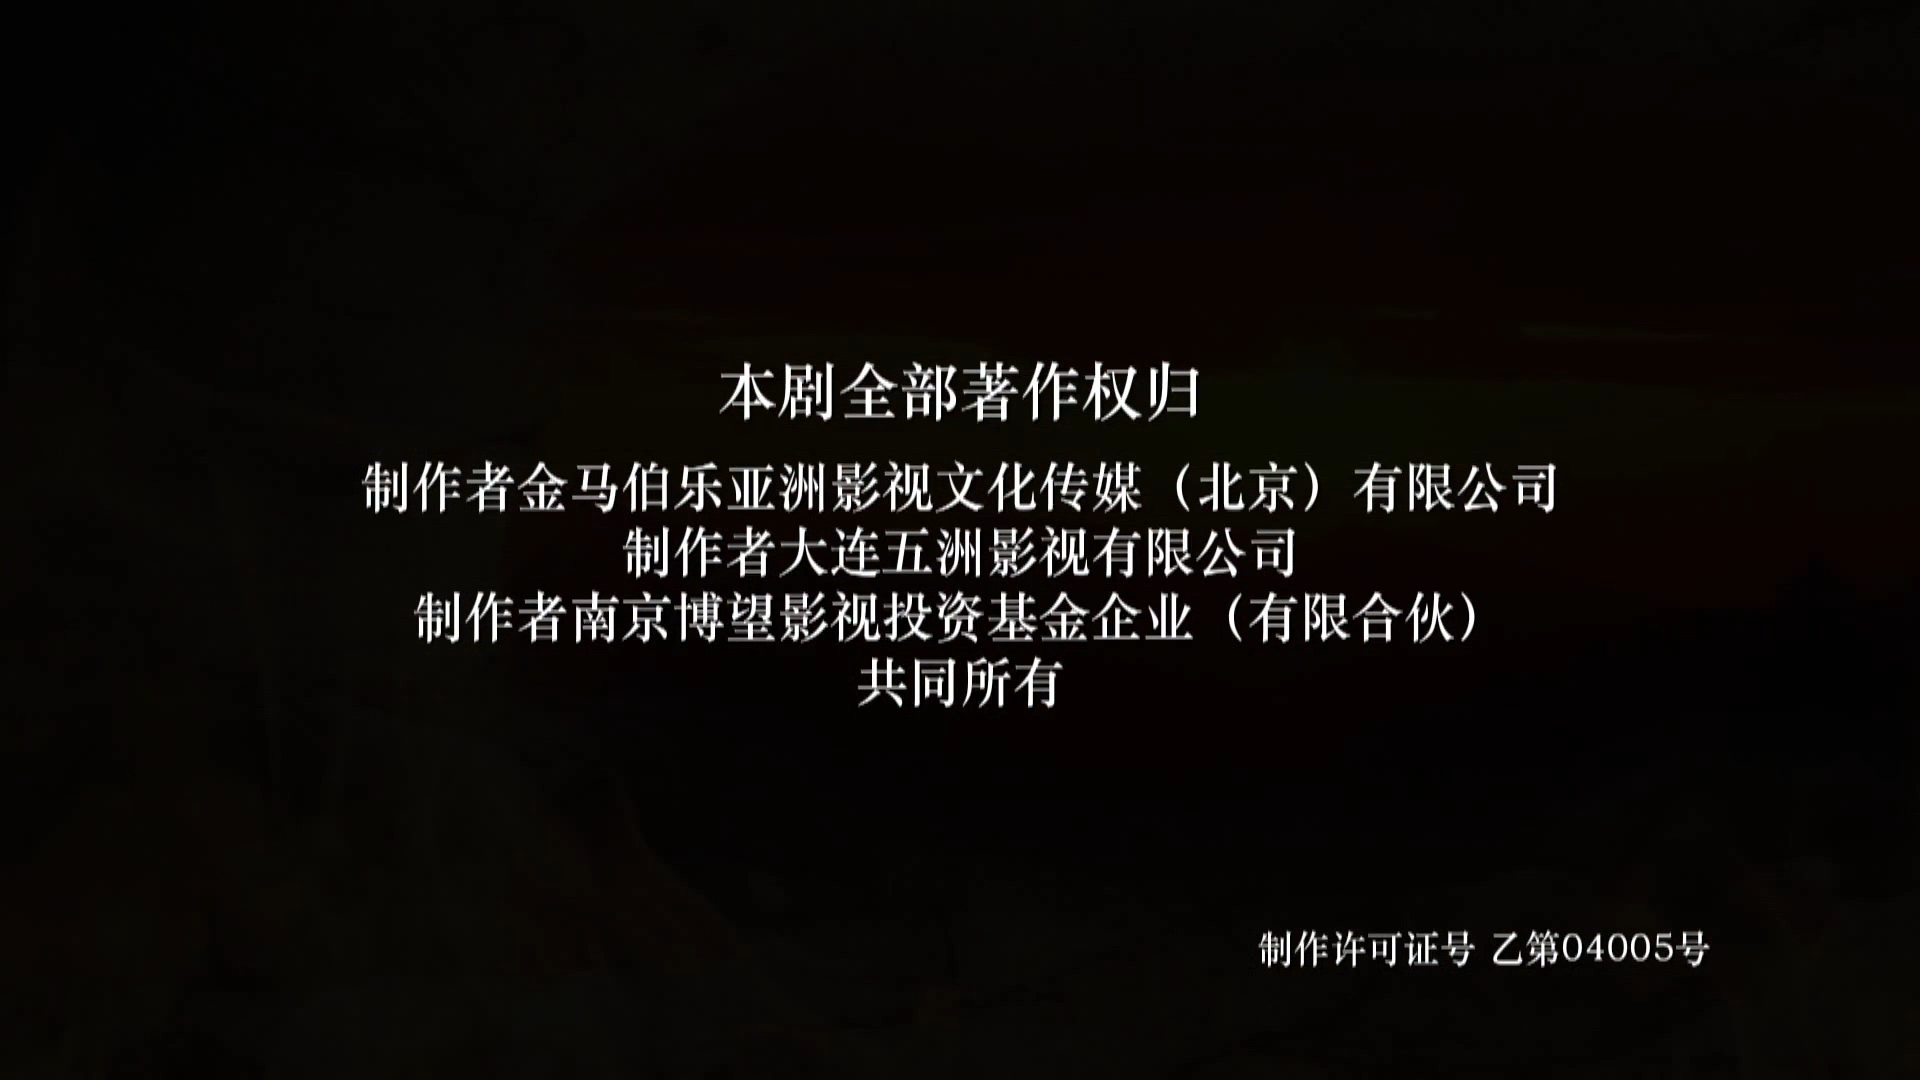 本剧全部著作权归
制作者金马伯乐亚洲影视文化传媒（北京）有限公司
制作者大连五洲影视有限公司
制作者南京博望影视投资基金企业（有限合伙）
共同所有
制作许可证号 乙第04005号